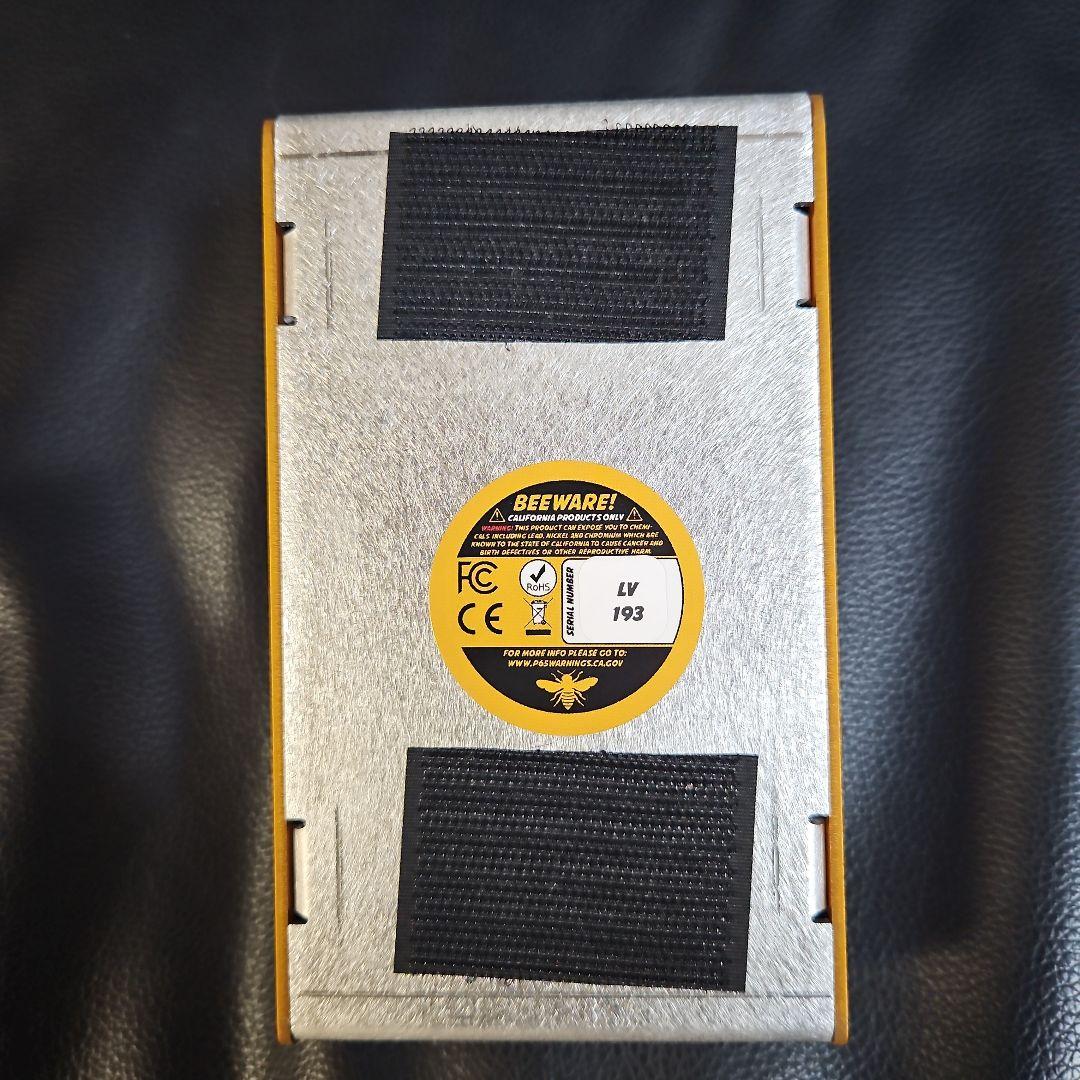 BEEWARE!
CALIFORNIA PRODUCTS ONLY
WARNING! THIS PRODUCT CAN EXPOSE YOU TO CHEMI-
CALS INCLUDING LEAD, NICKEL AND CHROMIUM WHICH ARE
KNOWN TO THE STATE OF CALIFORNIA TO CAUSE CANCER AND
BIRTH DEFECTIVES OR OTHER REPRODUCTIVE HARM.
FC
RoHS
CE
SERIAL NUMBER
LV
193
FOR MORE INFO PLEASE GO TO:
WWW.P65WARNINGS.CA.GOV